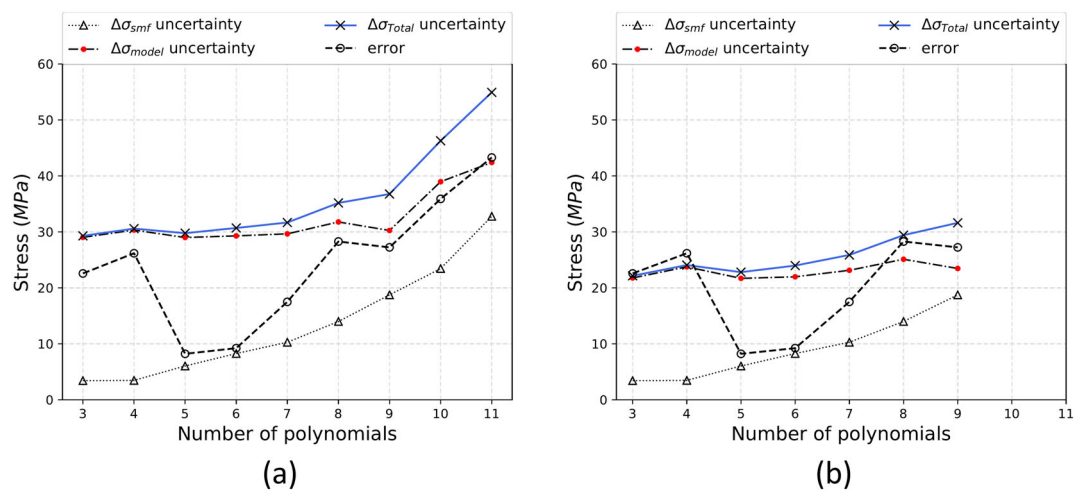 Δσsmf uncertainty
Δσmodel uncertainty
ΔσTotal uncertainty
error
60
50
40
30
20
10
0
Stress (MPa)
3 4 5 6 7 8 9 10 11
Number of polynomials
(a)
Δσsmf uncertainty
Δσmodel uncertainty
ΔσTotal uncertainty
error
60
50
40
30
20
10
0
Stress (MPa)
3 4 5 6 7 8 9 10 11
Number of polynomials
(b)